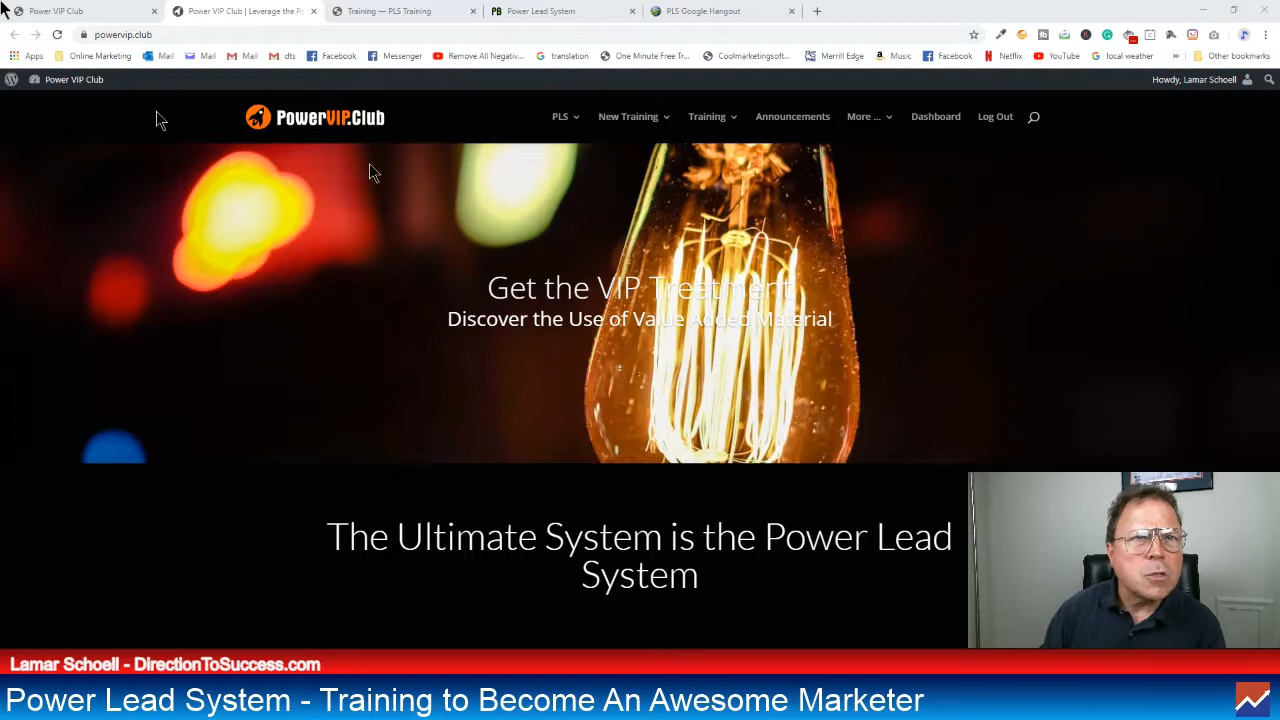 Power VIP Club
Power VIP Club | Leverage the Po
Training — PLS Training
PB Power Lead System
PLS Google Hangout
powervip.club
Apps
Online Marketing
Mail
Mail
Mail
dts
Facebook
Messenger
Remove All Negativ...
translation
One Minute Free Tr...
Coolmarketingsoft...
Merrill Edge
Music
Facebook
Netflix
YouTube
local weather
»
Other bookmarks
Power VIP Club
Howdy, Lamar Schoell
PowerVIP.Club
PLS
New Training
Training
Announcements
More ...
Dashboard
Log Out
Get the VIP Treatment
Discover the Use of Value Added Material
The Ultimate System is the Power Lead
System
Lamar Schoell - DirectionToSuccess.com
Power Lead System - Training to Become An Awesome Marketer